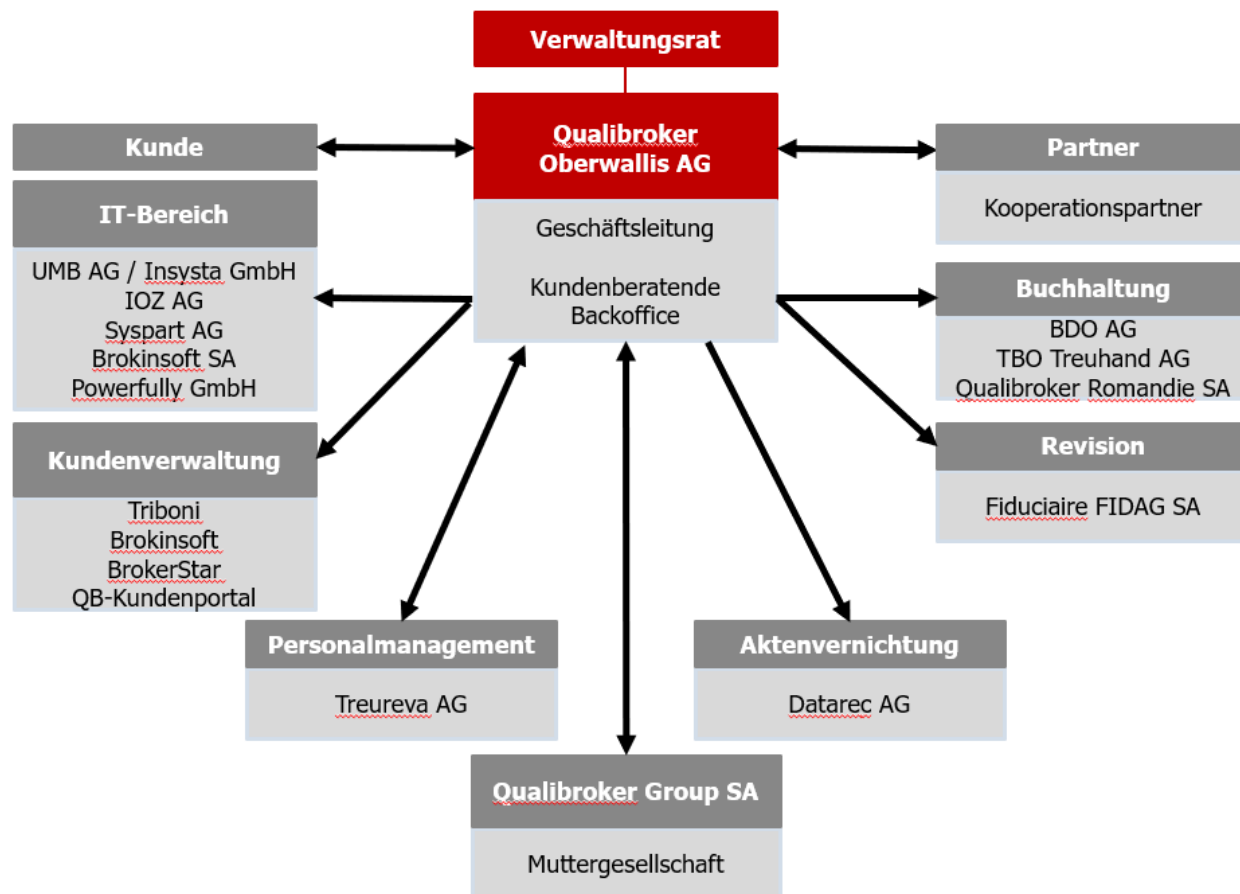 Verwaltungsrat
Qualibroker
Oberwallis AG
Geschäftsleitung
Kundenberatende
Backoffice
Kunde
IT-Bereich
UMB AG / Insysta GmbH
IOZ AG
Syspart AG
Brokinsoft SA
Powerfully GmbH
Kundenverwaltung
Triboni
Brokinsoft
BrokerStar
QB-Kundenportal
Partner
Kooperationspartner
Buchhaltung
BDO AG
TBO Treuhand AG
Qualibroker Romandie SA
Revision
Fiduciaire FIDAG SA
Personalmanagement
Treureva AG
Aktenvernichtung
Datarec AG
Qualibroker Group SA
Muttergesellschaft